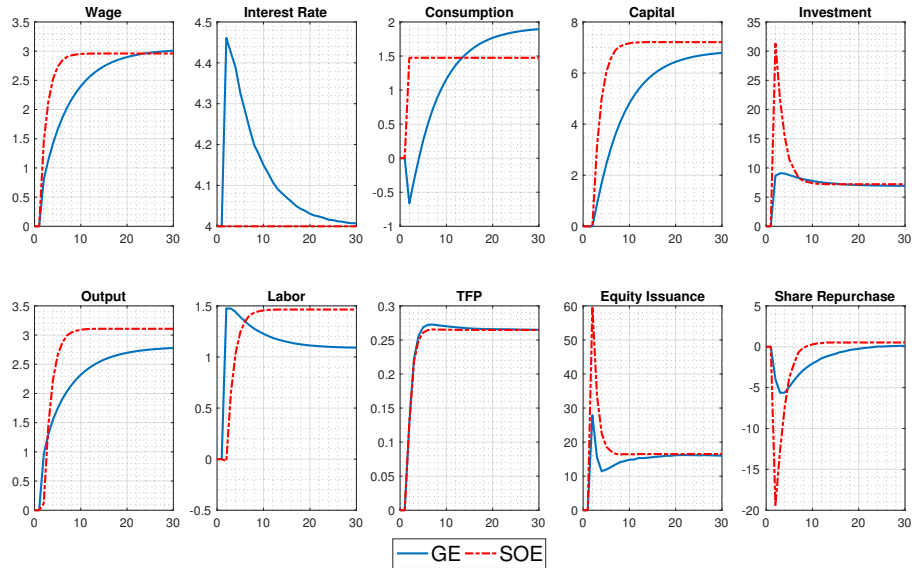 Wage Interest Rate Consumption Capital Investment
3.5 4.5 2 8 35
3 30
2.5 4.4 1.5 6 25
2 4.3 1 20
1.5 0.5 4 15
1 4.2 0 10
0.5 4.1 -0.5 2 5
0 4 -1 0 0
0 10 20 30 0 10 20 30 0 10 20 30 0 10 20 30 0 10 20 30
Output Labor TFP Equity Issuance Share Repurchase
3.5 1.5 0.3 60 5
3 0.25 50
2.5 1 0.2 40 0
2 0.5 0.15 30 -5
1.5 0.1 20 -10
1 0 0.05 10 -15
0.5
0 -0.5 0 0 -20
0 10 20 30 0 10 20 30 0 10 20 30 0 10 20 30 0 10 20 30
GE SOE